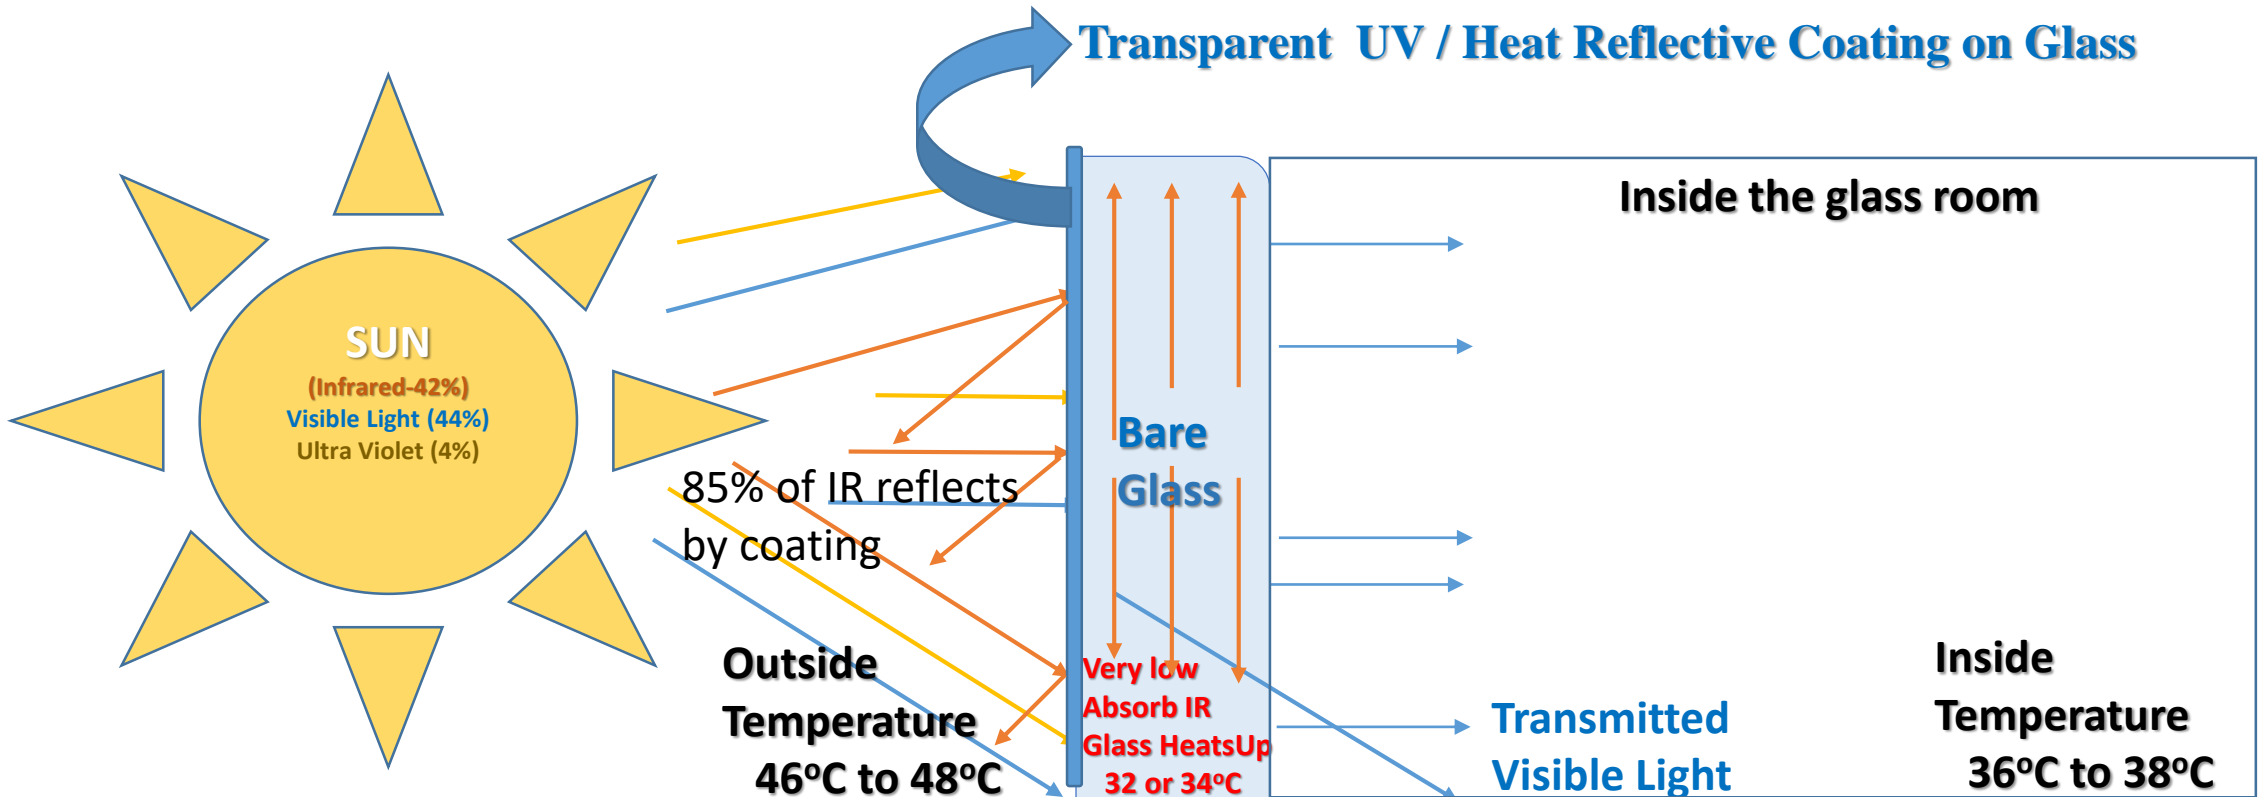 Transparent UV / Heat Reflective Coating on Glass
Inside the glass room
SUN
(Infrared-42%)
Visible Light (44%)
Ultra Violet (4%)
85% of IR reflects
by coating
Bare
Glass
Outside
Temperature
46°C to 48°C
Very low
Absorb IR
Glass HeatsUp
32 or 34°C
Transmitted
Visible Light
Inside
Temperature
36°C to 38°C